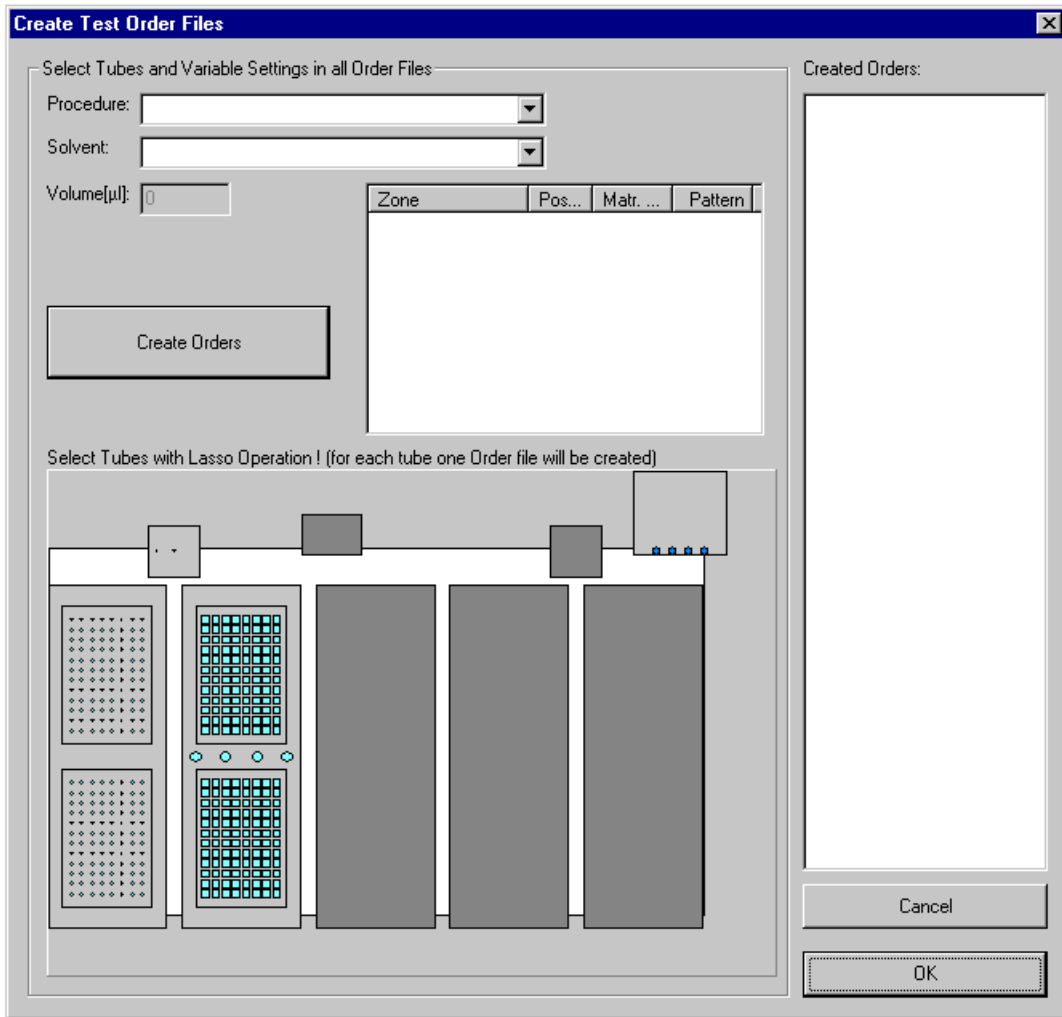 Create Test Order Files
Select Tubes and Variable Settings in all Order Files
Created Orders:
Procedure:
Solvent:
Volume[µl]:
0
Zone Pos... Matr. ... Pattern
Create Orders
Select Tubes with Lasso Operation ! (for each tube one Order file will be created)
Cancel
OK